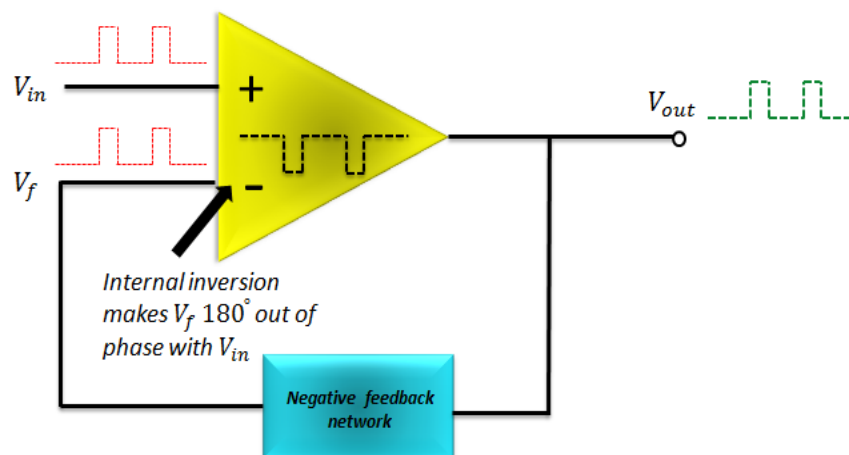 V_in
+
V_out
V_f
-
Internal inversion
makes V_f 180° out of
phase with V_in
Negative feedback
network